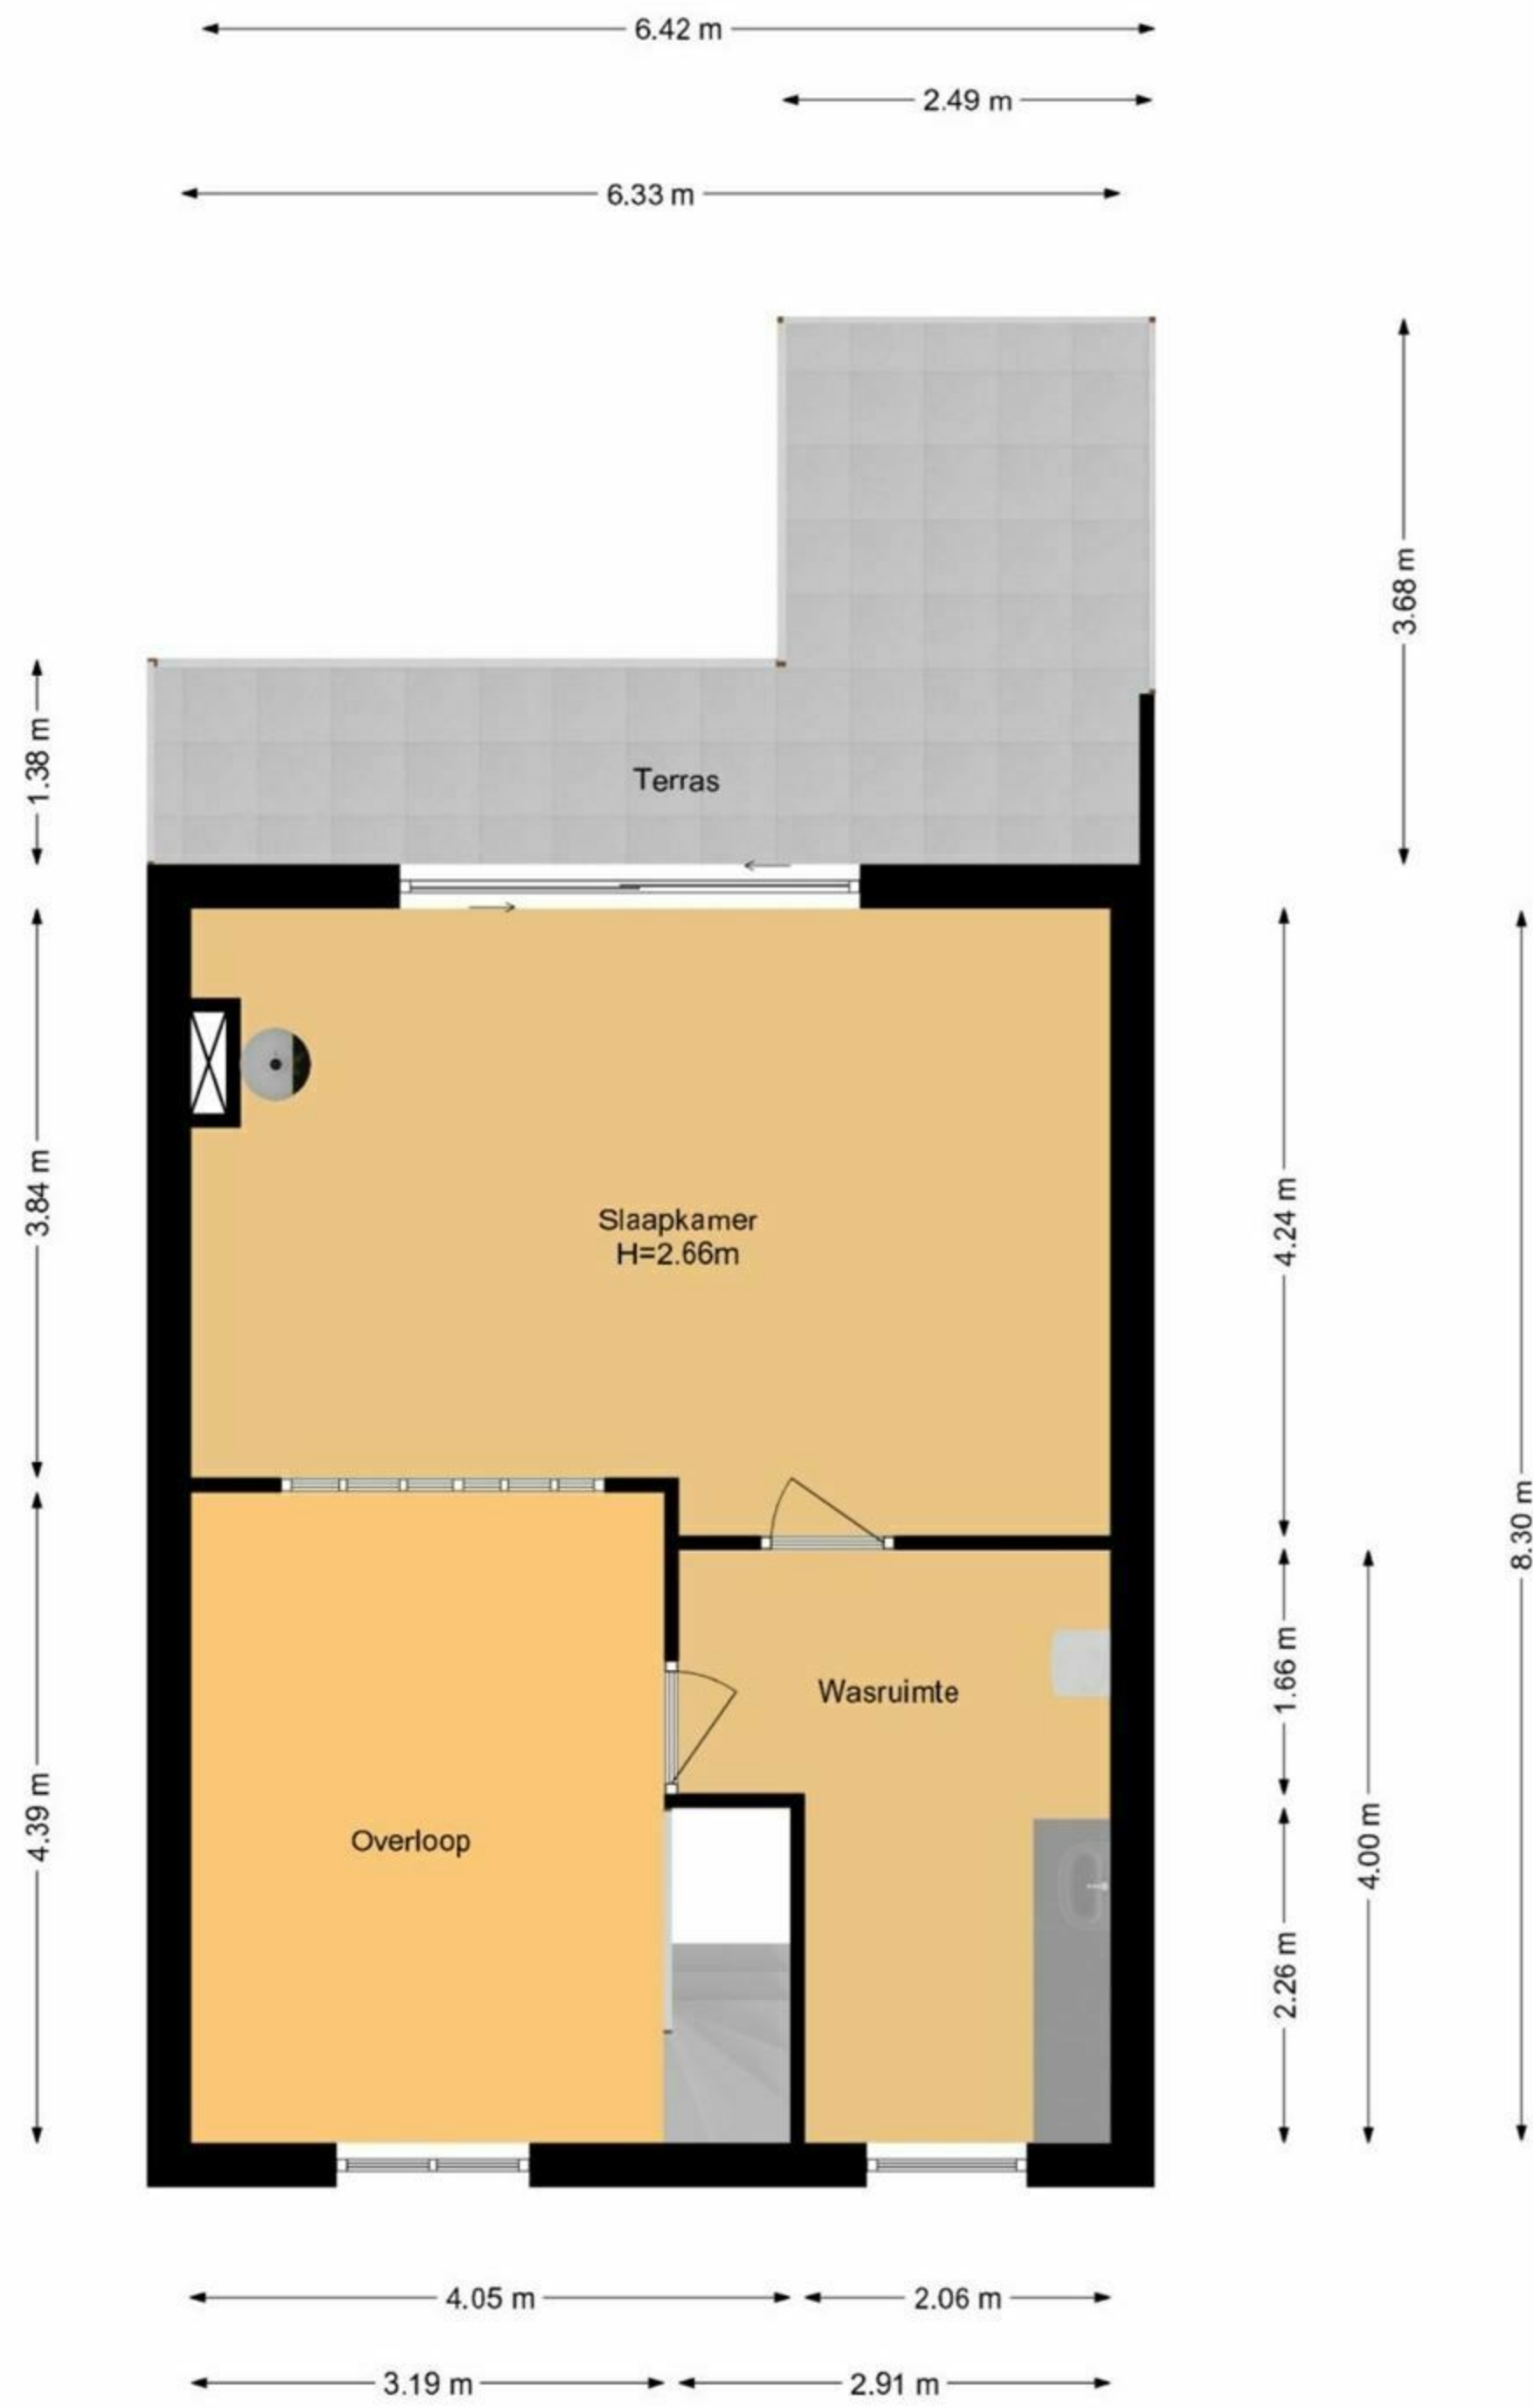 6.42 m
2.49 m
6.33 m
3.68 m
1.38 m
Terras
3.84 m
Slaapkamer
H=2.66m
4.24 m
8.30 m
Wasruimte
1.66 m
Overloop
4.39 m
4.00 m
2.26 m
4.05 m
2.06 m
3.19 m
2.91 m